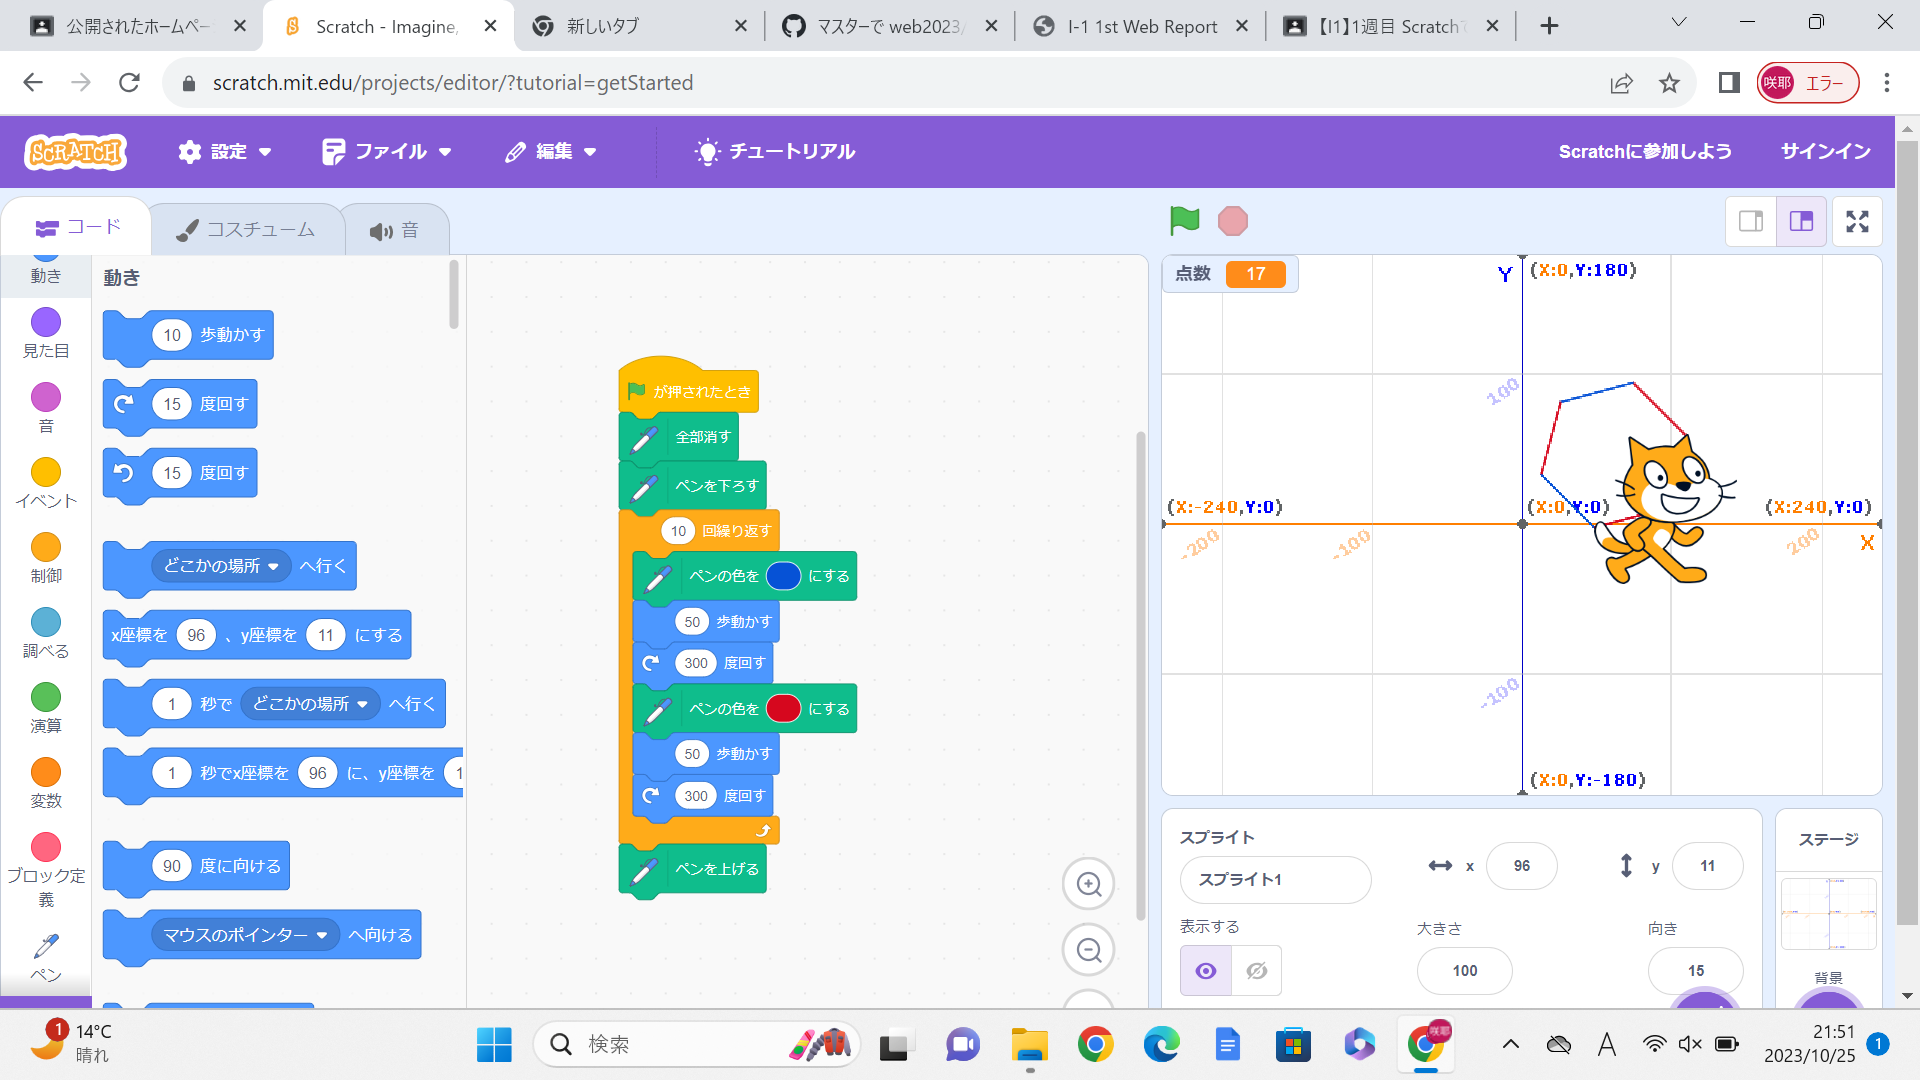 公開されたホームペー
Scratch - Imagine,
新しいタブ
マスターで web2023/
I-1 1st Web Report
【I1】1週目 Scratchで
scratch.mit.edu/projects/editor/?tutorial=getStarted
咲耶 エラー
SCRATCH
設定
ファイル
編集
チュートリアル
Scratchに参加しよう
サインイン
コード
コスチューム
音
動き
見た目
音
イベント
制御
調べる
演算
変数
ブロック定
義
ペン
動き
10 歩動かす
15 度回す
15 度回す
どこかの場所 へ行く
x座標を 96 、y座標を 11 にする
1 秒で どこかの場所 へ行く
1 秒でx座標を 96 に、y座標を 1
90 度に向ける
マウスのポインター へ向ける
が押されたとき
全部消す
ペンを下ろす
10 回繰り返す
ペンの色を にする
50 歩動かす
300 度回す
ペンの色を にする
50 歩動かす
300 度回す
ペンを上げる
点数 17
Y (X:0,Y:180)
100
(X:-240,Y:0) (X:0,Y:0) (X:240,Y:0)
-200 -100 200 X
-100
(X:0,Y:-180)
スプライト
スプライト1
x 96
y 11
表示する
大きさ
100
向き
15
ステージ
背景
1
14°C
晴れ
検索
咲耶
A
21:51
2023/10/25
1